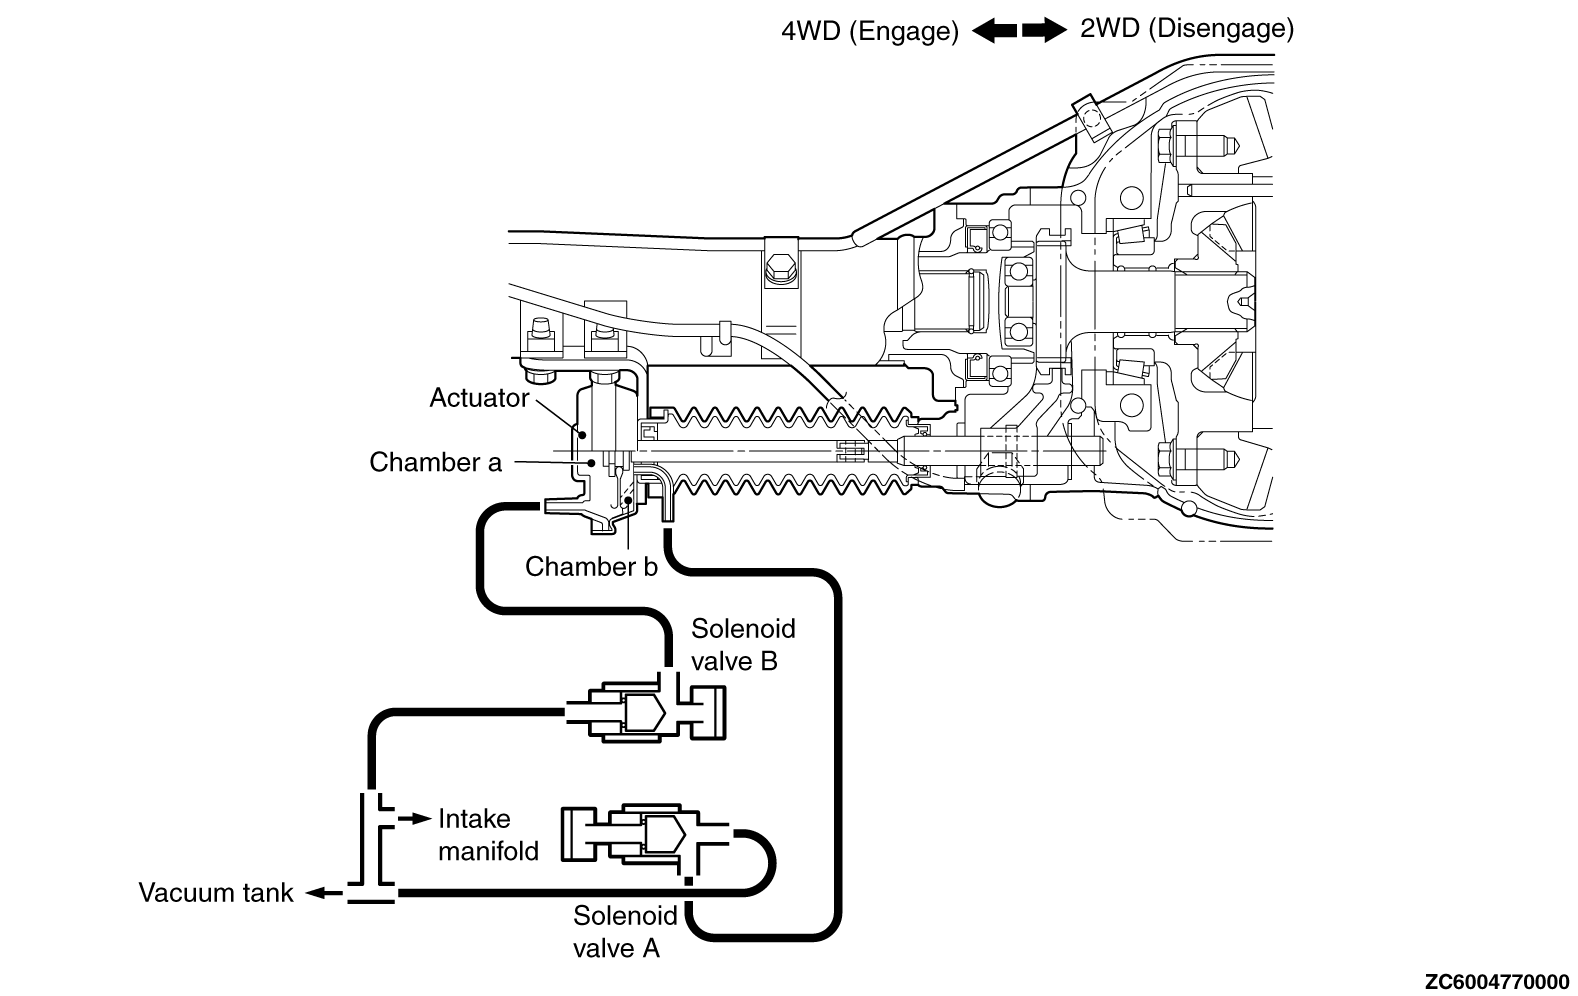 4WD (Engage)
2WD (Disengage)
Actuator
Chamber a
Chamber b
Solenoid
valve B
Intake
manifold
Vacuum tank
Solenoid
valve A
ZC6004770000